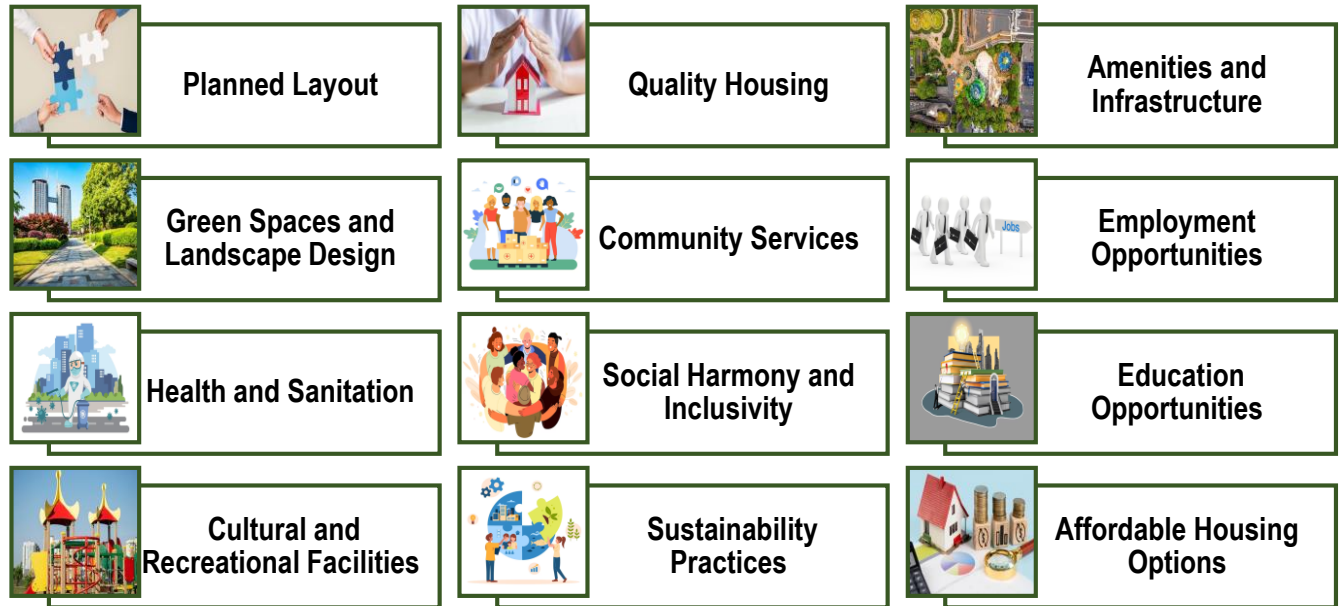 Planned Layout
Quality Housing
Amenities and
Infrastructure
Green Spaces and
Landscape Design
Community Services
Jobs
Employment
Opportunities
Health and Sanitation
Social Harmony and
Inclusivity
Education
Opportunities
Cultural and
Recreational Facilities
Sustainability
Practices
Affordable Housing
Options